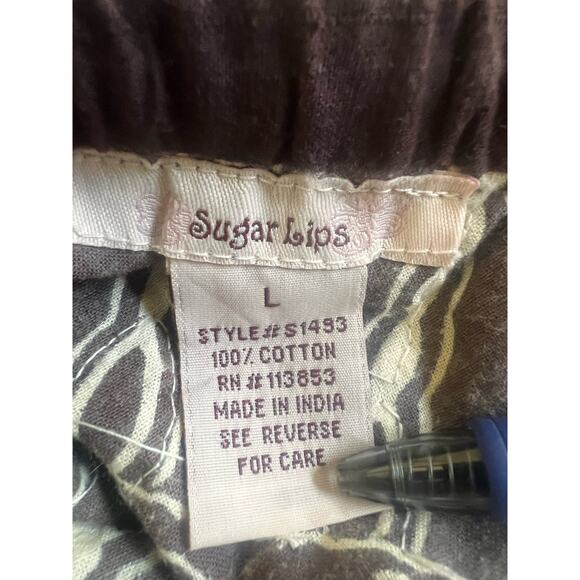 Sugar Lips
L
STYLE# S1493
100% COTTON
RN # 113853
MADE IN INDIA
SEE REVERSE
FOR CARE